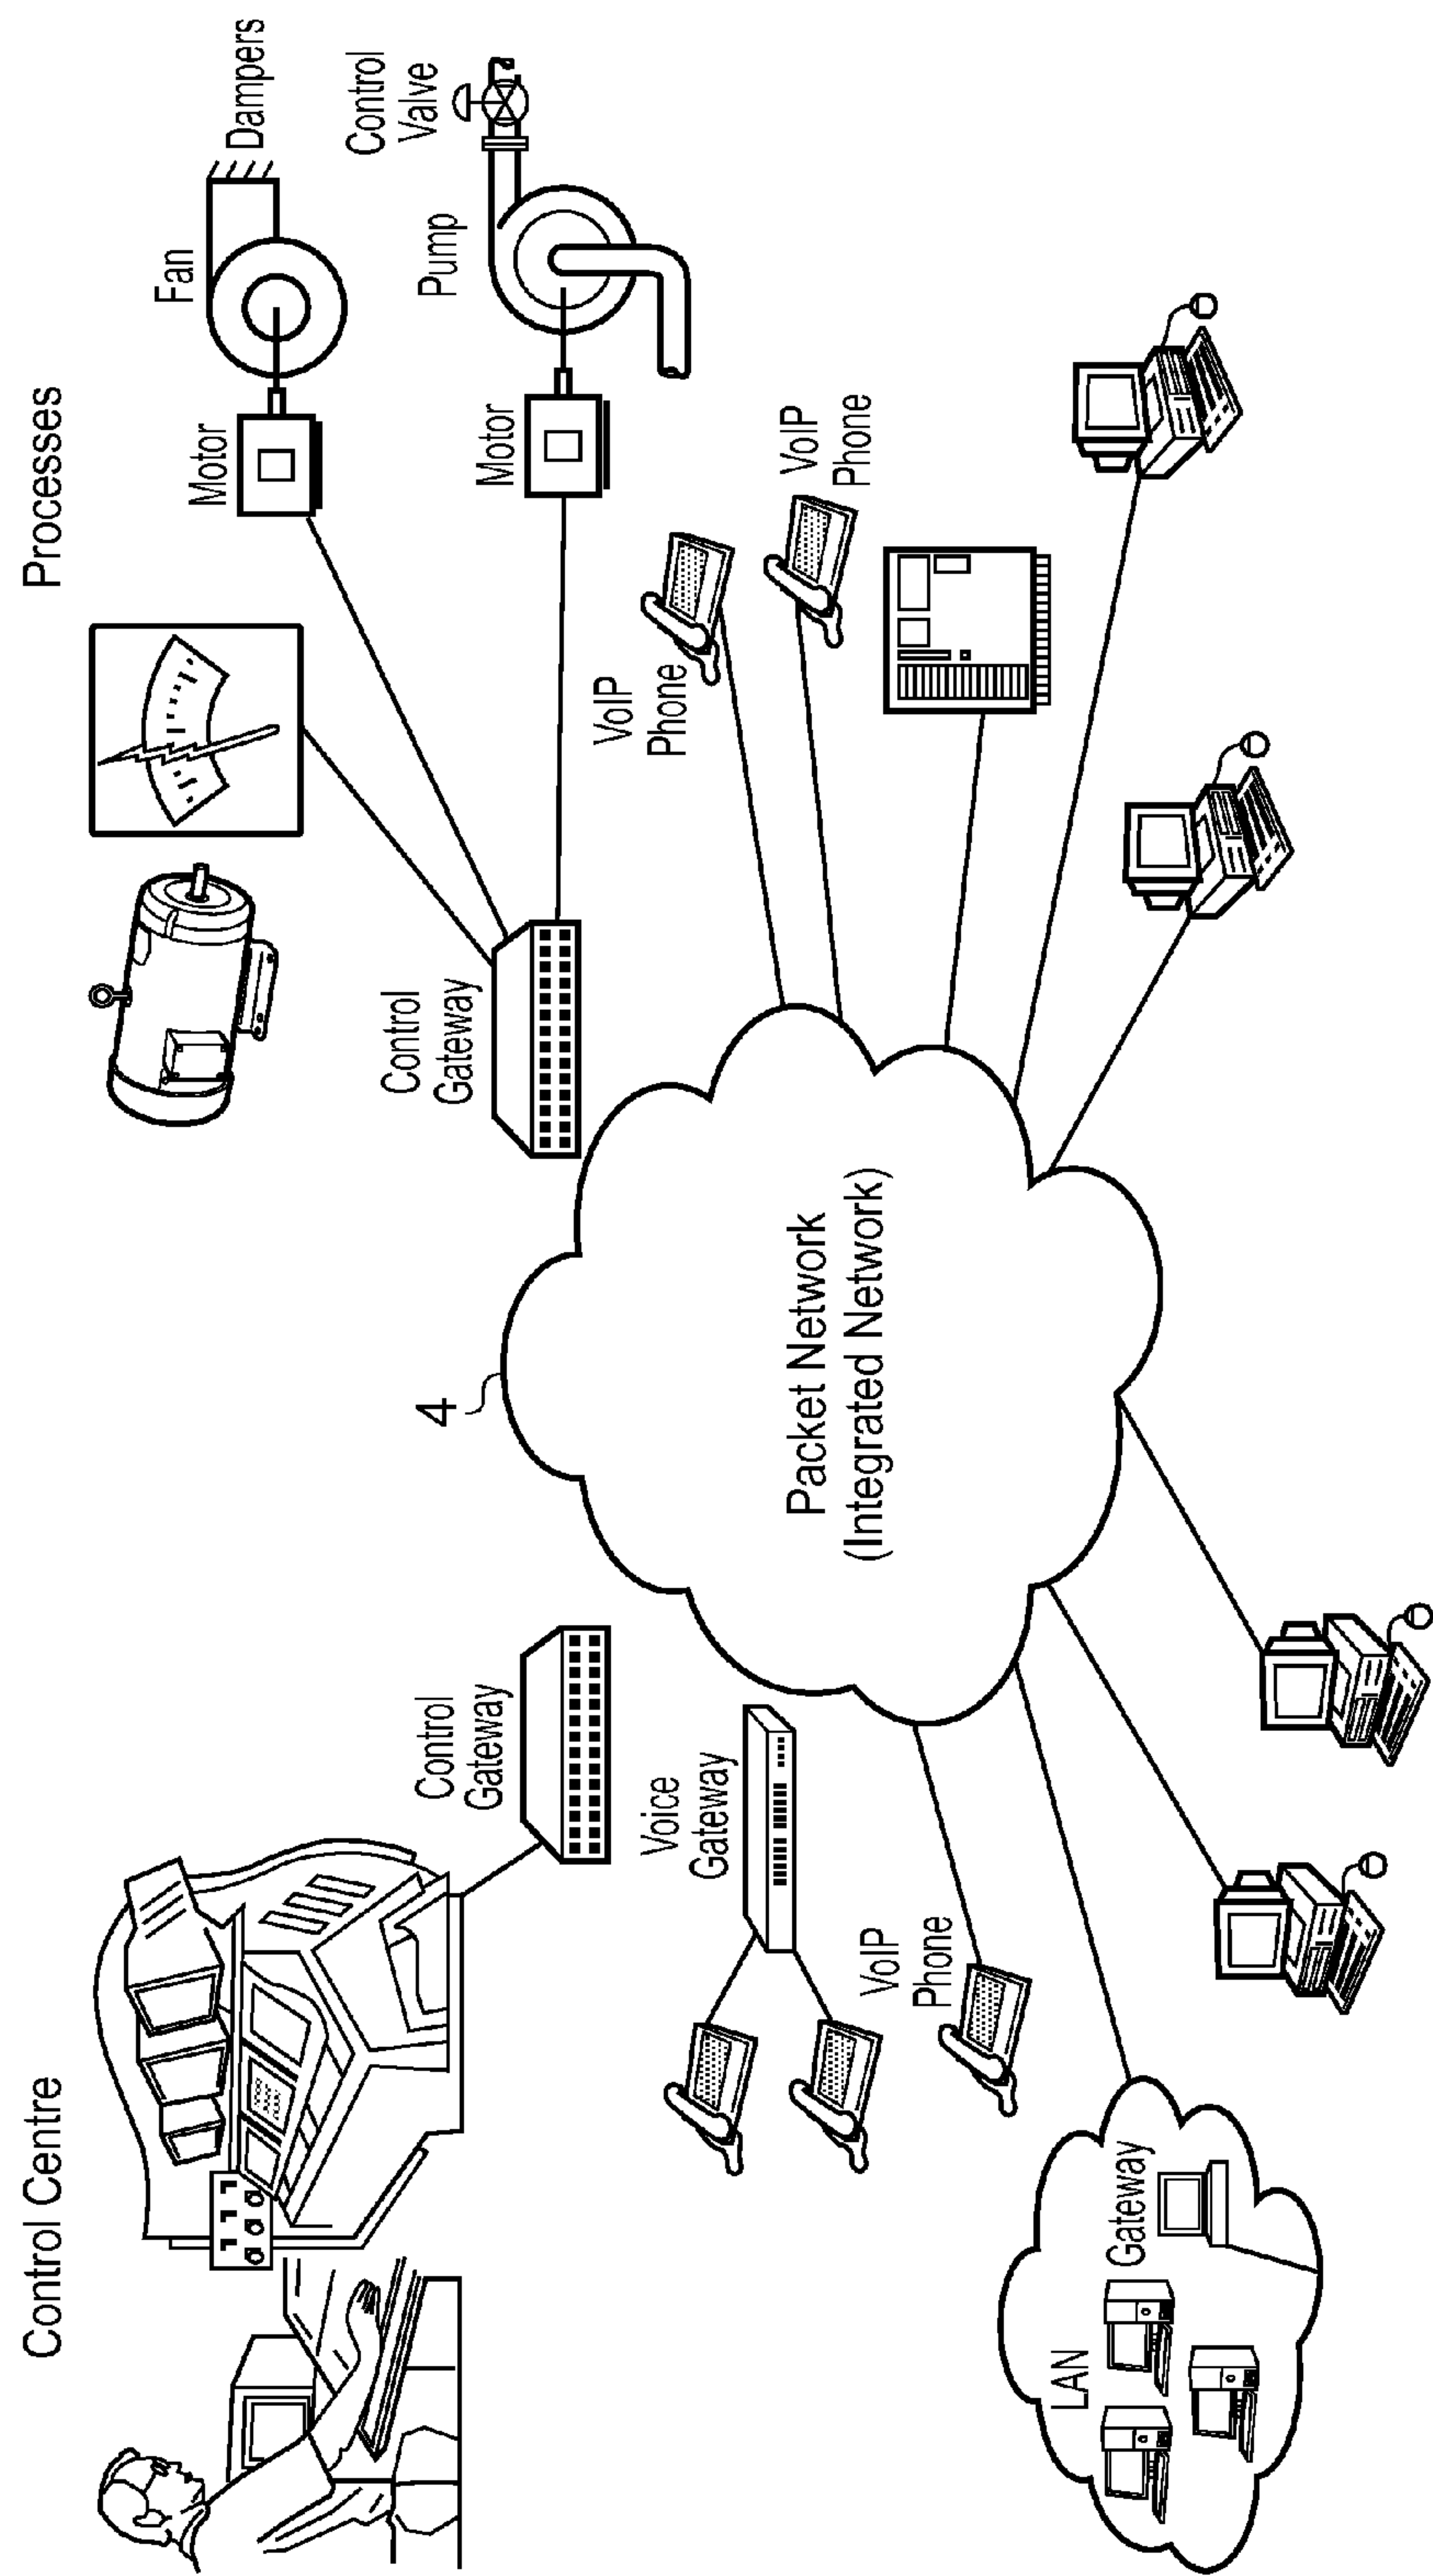 Control Centre
Processes
Fan
Dampers
Motor
Control
Valve
Pump
Motor
Control
Gateway
Control
Gateway
4
Voice
Gateway
VoIP
Phone
VoIP
Phone
VoIP
Phone
Packet Network
(Integrated Network)
LAN
Gateway